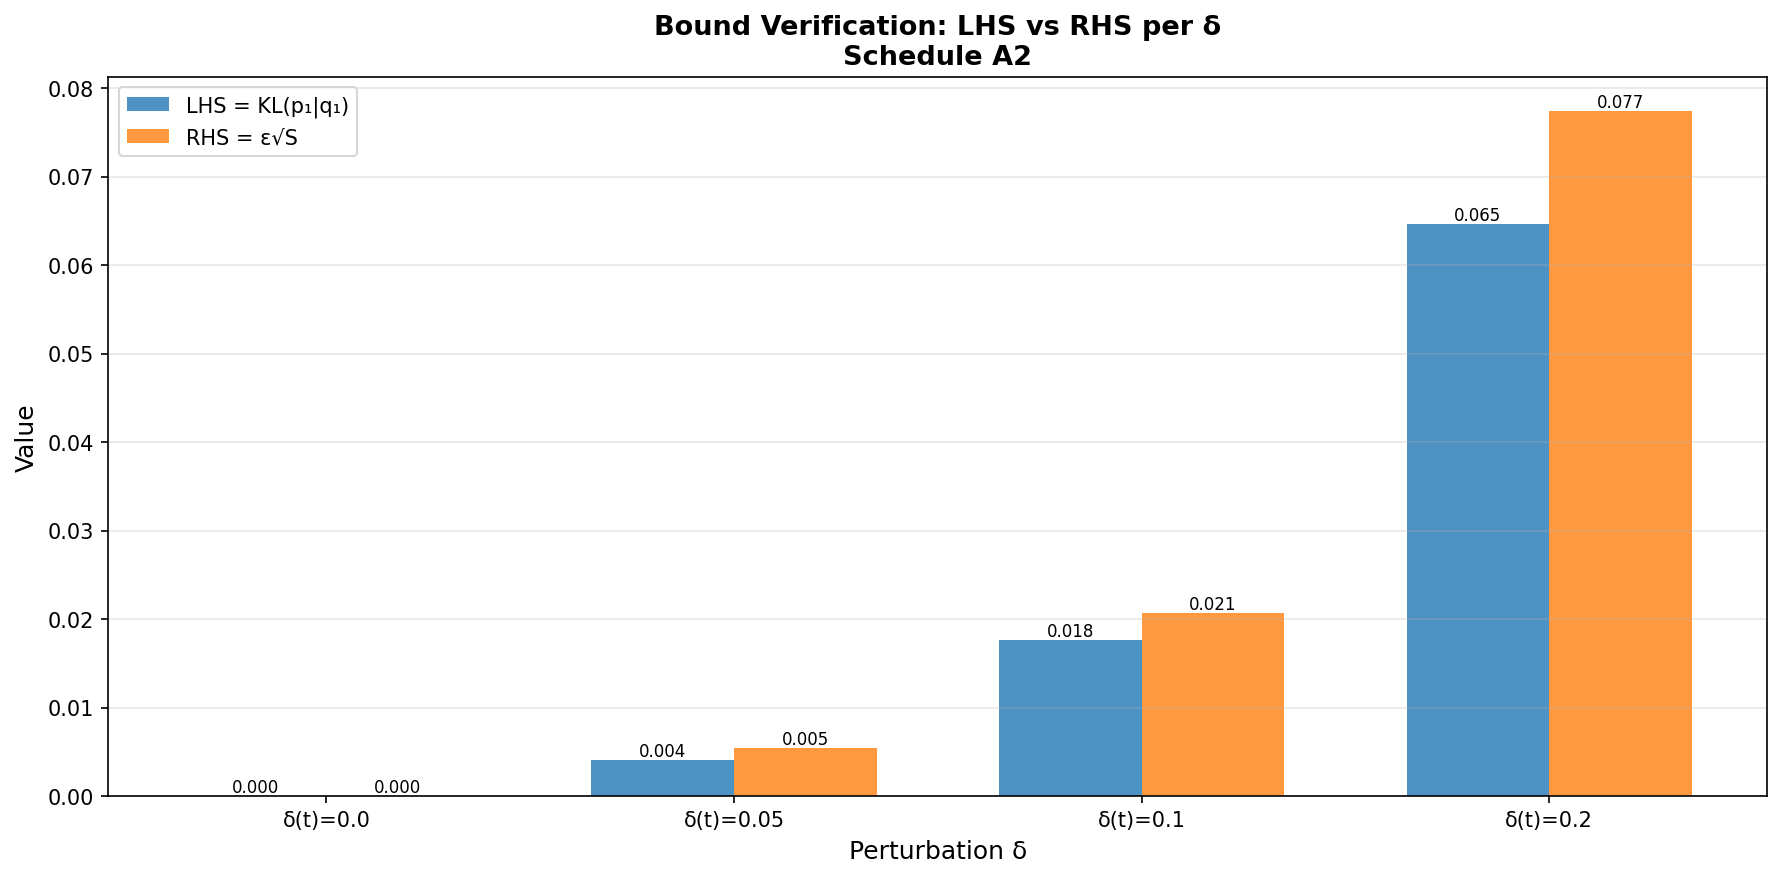 Bound Verification: LHS vs RHS per δ
Schedule A2
LHS = KL(p₁|q₁)
RHS = ε√S
Value
0.08
0.07
0.06
0.05
0.04
0.03
0.02
0.01
0.00
0.000
0.000
0.004
0.005
0.018
0.021
0.065
0.077
δ(t)=0.0
δ(t)=0.05
δ(t)=0.1
δ(t)=0.2
Perturbation δ